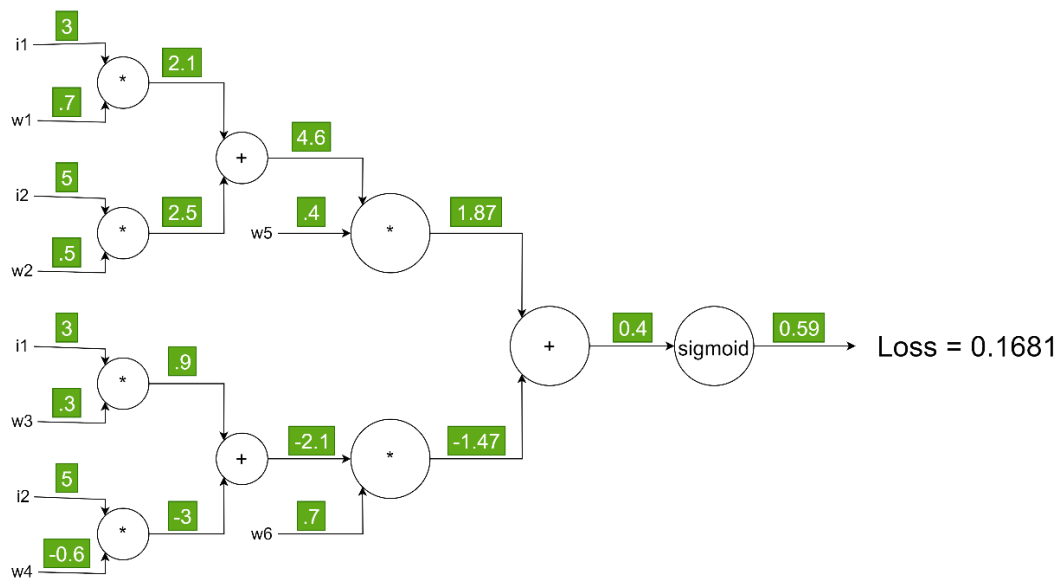 i1
3
*
2.1
w1
.7
+
4.6
i2
5
*
2.5
w2
.5
w5
.4
*
1.87
i1
3
*
.9
w3
.3
+
-2.1
i2
5
*
-3
w4
-0.6
w6
.7
*
-1.47
+
0.4
sigmoid
0.59
Loss = 0.1681